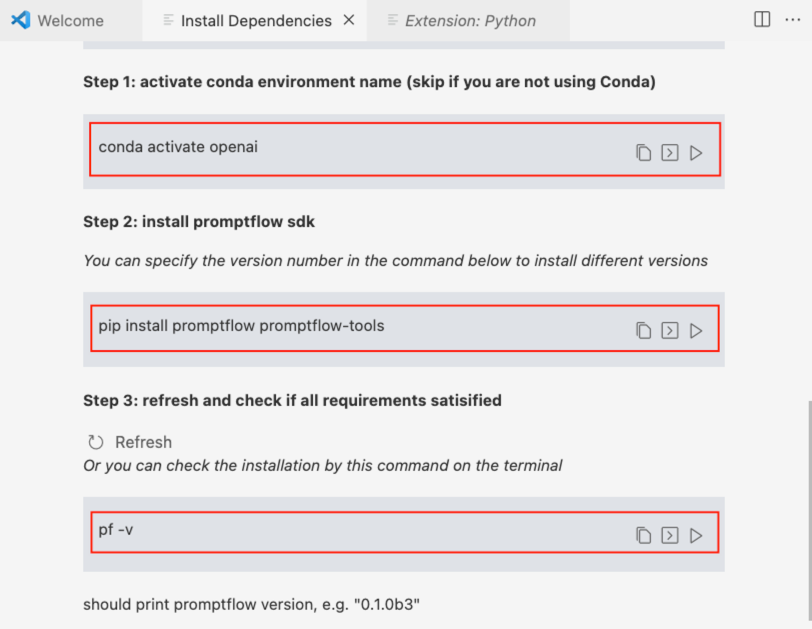 Welcome
Install Dependencies
Extension: Python
Step 1: activate conda environment name (skip if you are not using Conda)
conda activate openai
Step 2: install promptflow sdk
You can specify the version number in the command below to install different versions
pip install promptflow promptflow-tools
Step 3: refresh and check if all requirements satisified
Refresh
Or you can check the installation by this command on the terminal
pf -v
should print promptflow version, e.g. "0.1.0b3"